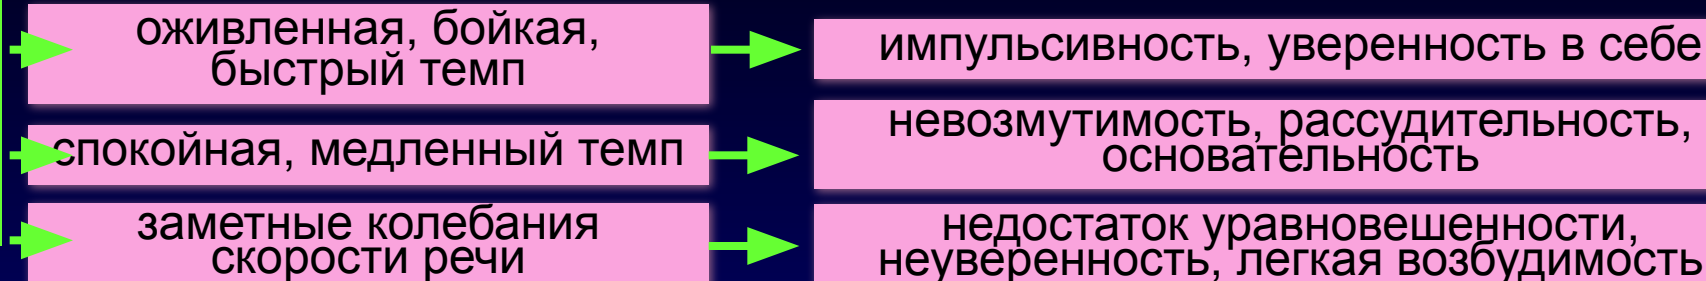 оживленная, бойкая,
быстрый темп
импульсивность, уверенность в себе
спокойная, медленный темп
невозмутимость, рассудительность,
основательность
заметные колебания
скорости речи
недостаток уравновешенности,
неуверенность, легкая возбудимость